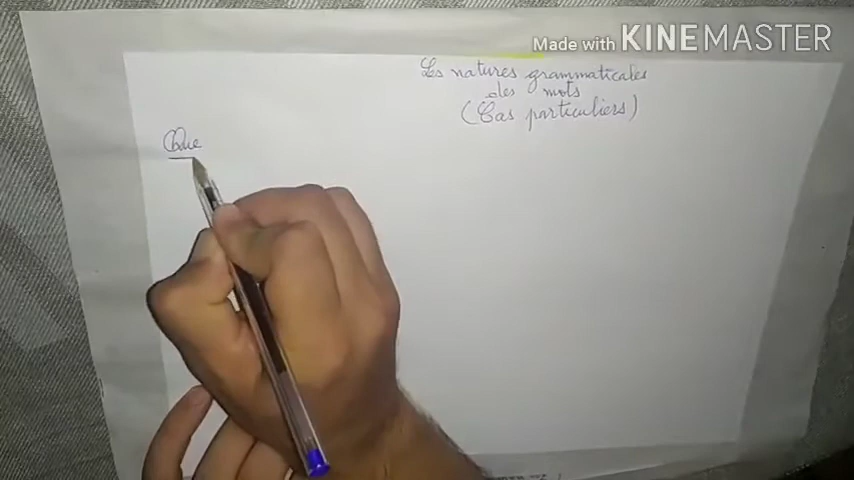 Made with KINEMASTER
Les natures grammaticales
des mots
(Cas particuliers)
Que